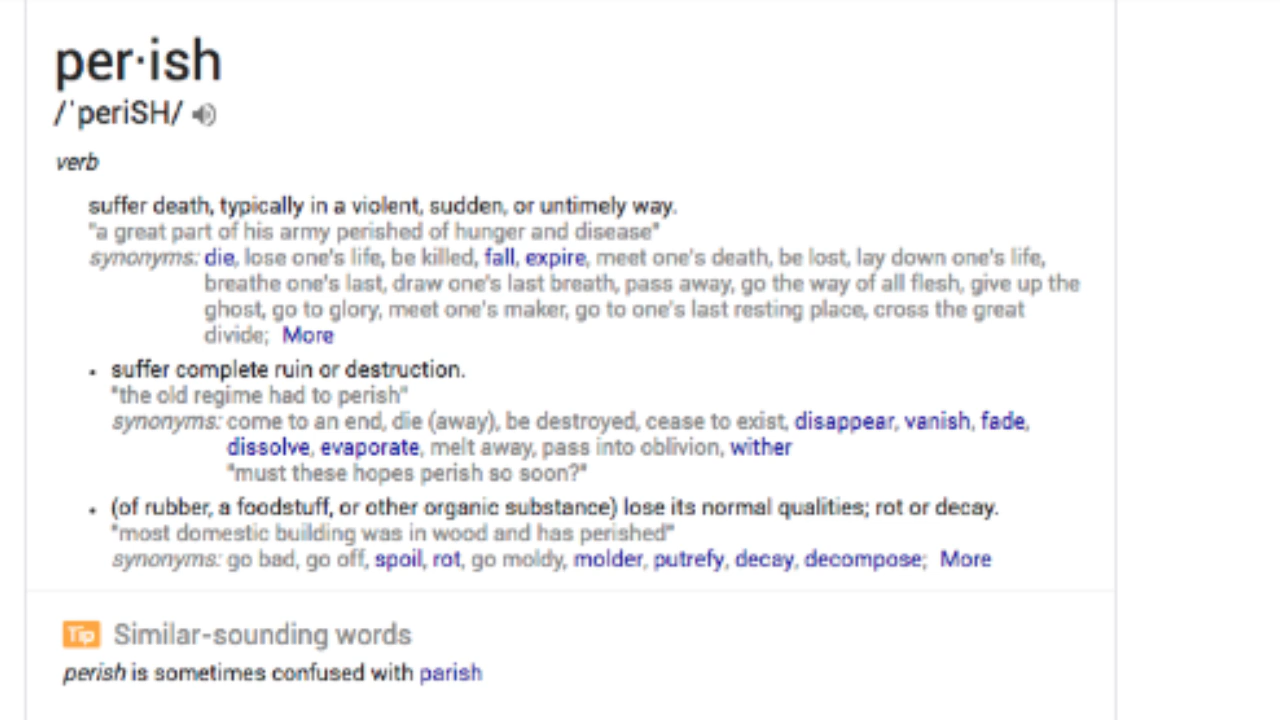 per·ish
/ˈperiSH/
verb
suffer death, typically in a violent, sudden, or untimely way.
"a great part of his army perished of hunger and disease"
synonyms: die, lose one's life, be killed, fall, expire, meet one's death, be lost, lay down one's life,
breathe one's last, draw one's last breath, pass away, go the way of all flesh, give up the
ghost, go to glory, meet one's maker, go to one's last resting place, cross the great
divide; More
• suffer complete ruin or destruction.
"the old regime had to perish"
synonyms: come to an end, die (away), be destroyed, cease to exist, disappear, vanish, fade,
dissolve, evaporate, melt away, pass into oblivion, wither
"must these hopes perish so soon?"
• (of rubber, a foodstuff, or other organic substance) lose its normal qualities; rot or decay.
"most domestic building was in wood and has perished"
synonyms: go bad, go off, spoil, rot, go moldy, molder, putrefy, decay, decompose; More
Tip Similar-sounding words
perish is sometimes confused with parish